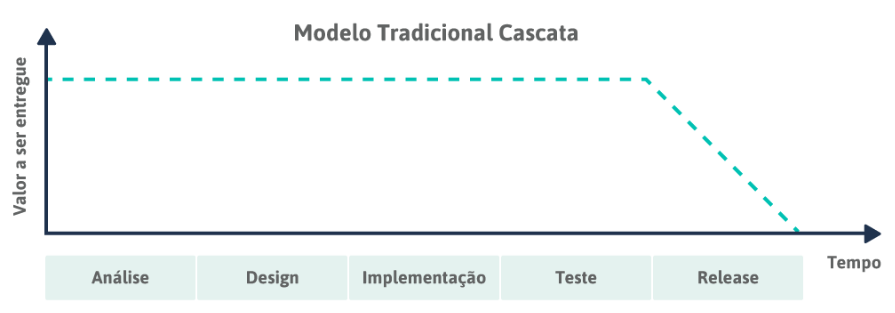 Modelo Tradicional Cascata
Valor a ser entregue
Tempo
Análise
Design
Implementação
Teste
Release